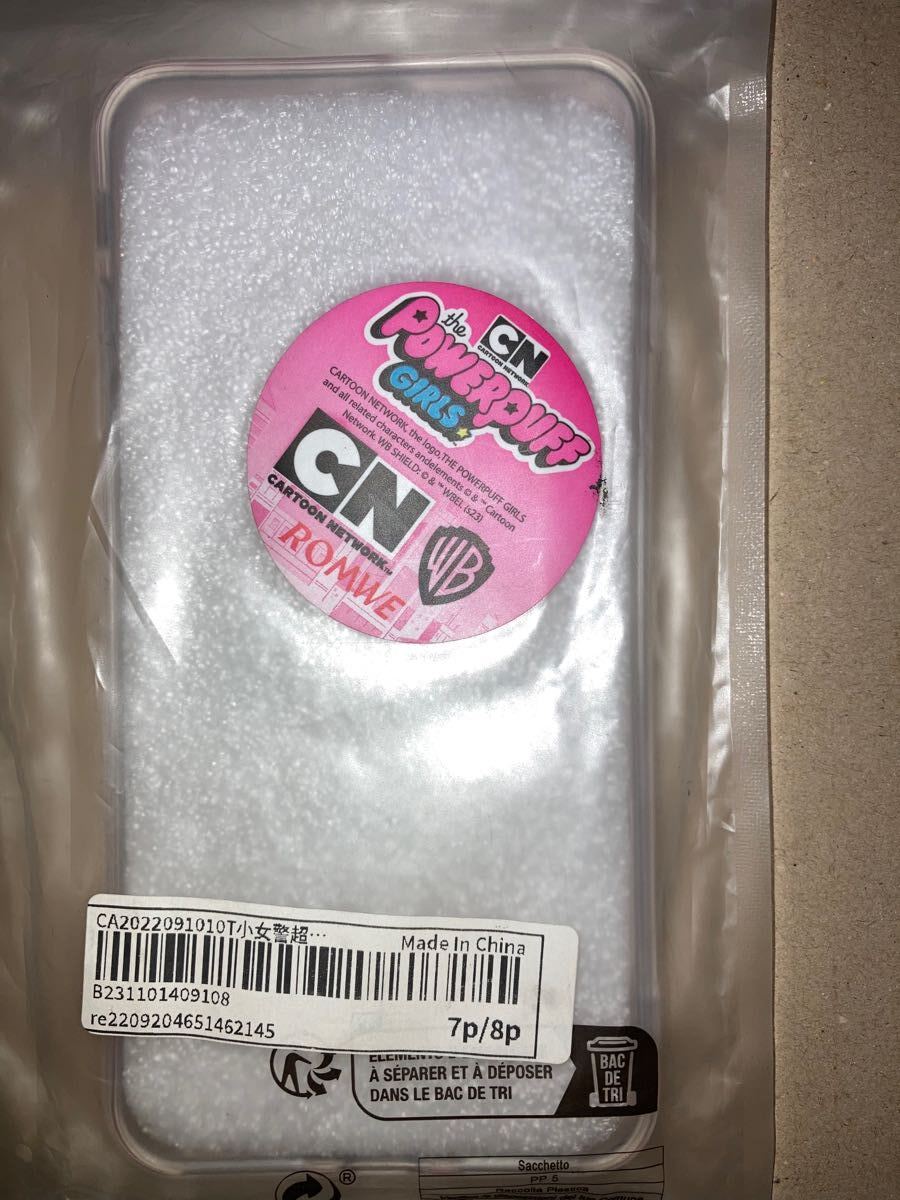 the
POWERPUFF
GIRLS
CN
CARTOON NETWORK
CARTOON NETWORK, the logo,THE POWERPUFF GIRLS
and all related characters andelements © & ™ Cartoon
Network. WB SHIELD: © & ™ WBEI. (s23)
CN
CARTOON NETWORK™
WB
ROMWE
CA2022091010T小女警超…
Made In China
B231101409108
re2209204651462145
7p/8p
À SÉPARER ET À DÉPOSER
DANS LE BAC DE TRI
BAC
DE
TRI
®
Sacchetto
PP 5
Raccolta Plastica